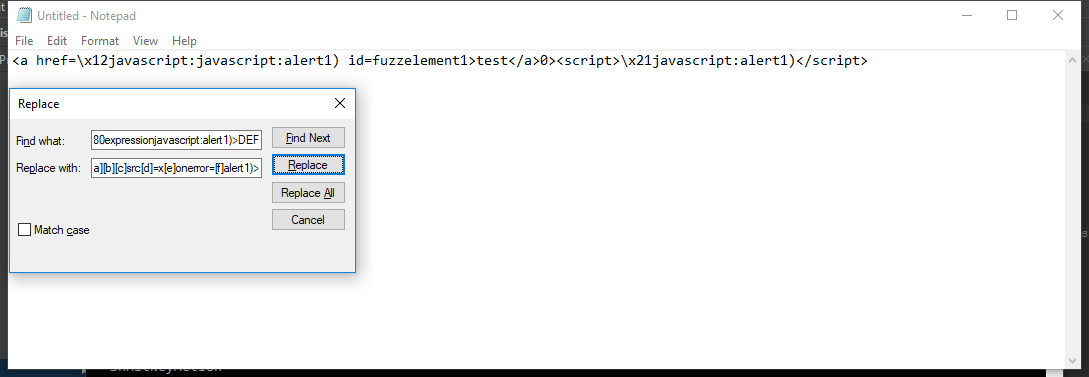 Untitled - Notepad
File Edit Format View Help
<a href=\x12javascript:javascript:alert1) id=fuzzelement1>test</a>0><script>\x21javascript:alert1)</script>
Replace
Find what: 80expressionjavascript:alert1)>DEF Find Next
Replace with: a][b][c]src[d]=x[e]onerror=[f]alert1)> Replace
Replace All
Cancel
Match case